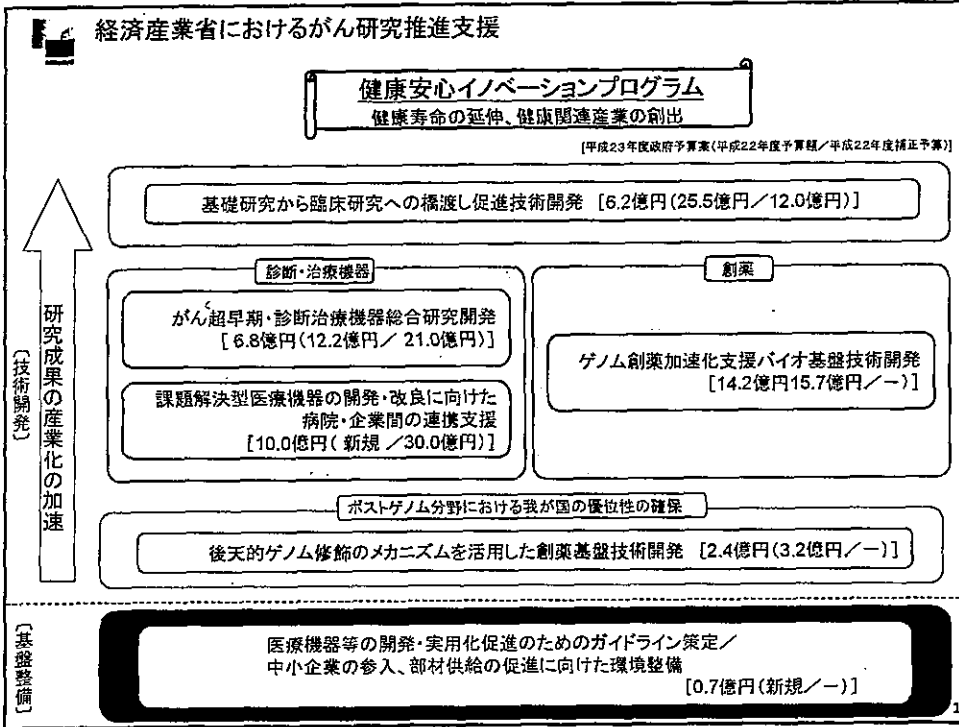 経済産業省におけるがん研究推進支援
健康安心イノベーションプログラム
健康寿命の延伸、健康関連産業の創出
[平成23年度政府予算案(平成22年度予算額/平成22年度補正予算)]
基礎研究から臨床研究への橋渡し促進技術開発 [6.2億円(25.5億円/12.0億円)]
診断・治療機器
がん超早期・診断治療機器総合研究開発
[6.8億円(12.2億円/ 21.0億円)]
課題解決型医療機器の開発・改良に向けた
病院・企業間の連携支援
[10.0億円( 新規 /30.0億円)]
創薬
ゲノム創薬加速化支援バイオ基盤技術開発
[14.2億円15.7億円/ー)]
ポストゲノム分野における我が国の優位性の確保
後天的ゲノム修飾のメカニズムを活用した創薬基盤技術開発 [2.4億円(3.2億円/ー)]
研究成果の産業化の加速
〔技術開発〕
〔基盤整備〕
医療機器等の開発・実用化促進のためのガイドライン策定/
中小企業の参入、部材供給の促進に向けた環境整備
[0.7億円(新規/ー)]
1